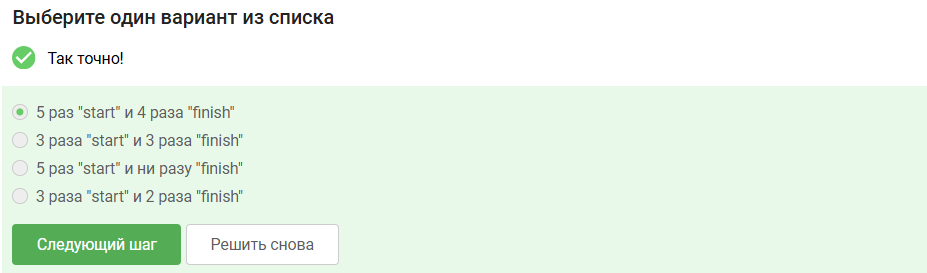 Выберите один вариант из списка
Так точно!
5 раз "start" и 4 раза "finish"
3 раза "start" и 3 раза "finish"
5 раз "start" и ни разу "finish"
3 раза "start" и 2 раза "finish"
Следующий шаг
Решить снова